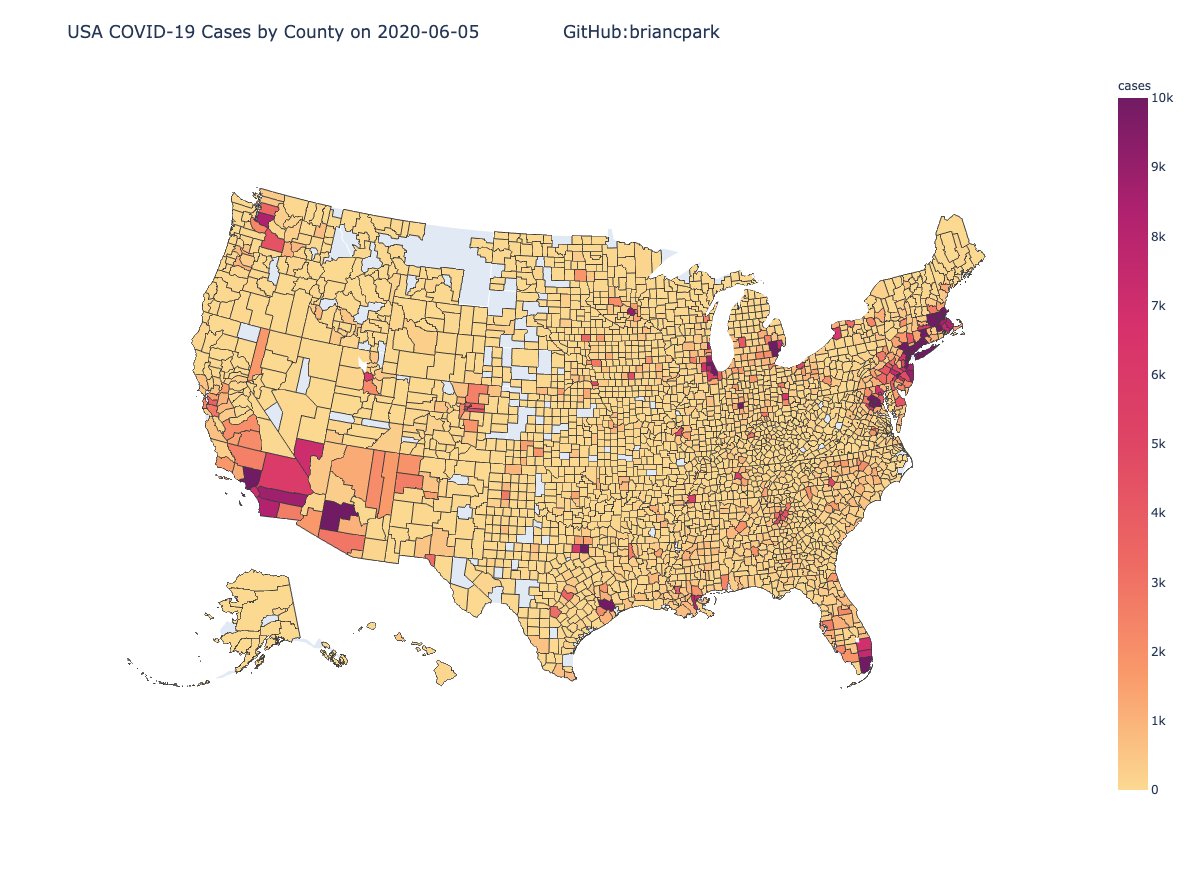 USA COVID-19 Cases by County on 2020-06-05 GitHub:briancpark
cases
10k
9k
8k
7k
6k
5k
4k
3k
2k
1k
0